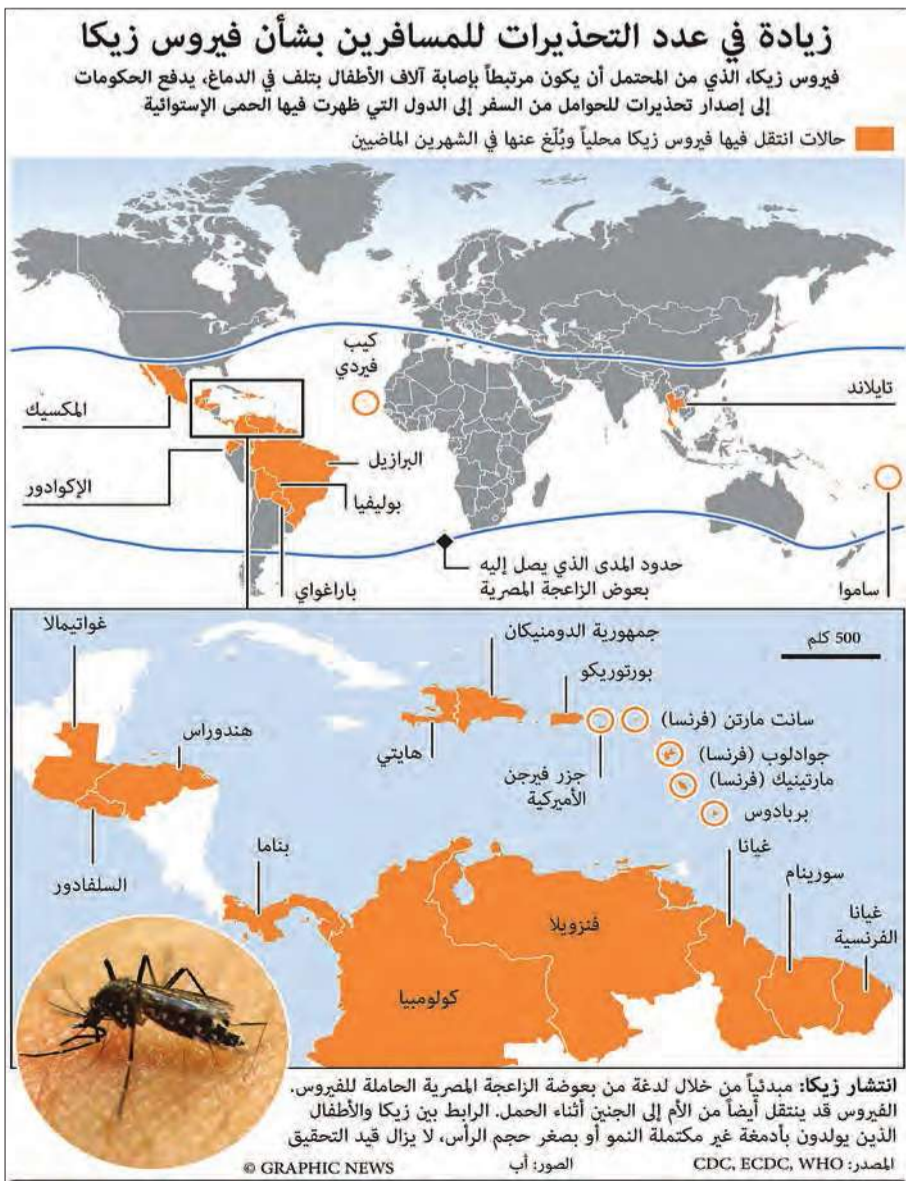 زيادة في عدد التحذيرات للمسافرين بشأن فيروس زيكا
فيروس زيكا، الذي من المحتمل أن يكون مرتبطاً بإصابة آلاف الأطفال بتلف في الدماغ، يدفع الحكومات
إلى إصدار تحذيرات للحوامل من السفر إلى الدول التي ظهرت فيها الحمى الإستوائية
حالات انتقل فيها فيروس زيكا محلياً وبُلّغ عنها في الشهرين الماضيين
كيب
فيردي
تايلاند
المكسيك
البرازيل
الإكوادور
بوليفيا
حدود المدى الذي يصل إليه
بعوض الزاعجة المصرية
باراغواي
ساموا
غواتيمالا
جمهورية الدومنيكان
500 كلم
بورتوريكو
سانت مارتن (فرنسا)
هندوراس
هايتي
جزر فيرجن
الأميركية
جوادلوب (فرنسا)
مارتينيك (فرنسا)
بربادوس
غيانا
بناما
السلفادور
سورينام
غيانا
الفرنسية
فنزويلا
كولومبيا
انتشار زيكا: مبدئياً من خلال لدغة من بعوضة الزاعجة المصرية الحاملة للفيروس.
الفيروس قد ينتقل أيضاً من الأم إلى الجنين أثناء الحمل. الرابط بين زيكا والأطفال
الذين يولدون بأدمغة غير مكتملة النمو أو بصغر حجم الرأس، لا يزال قيد التحقيق
المصدر: CDC, ECDC, WHO الصور: أب © GRAPHIC NEWS